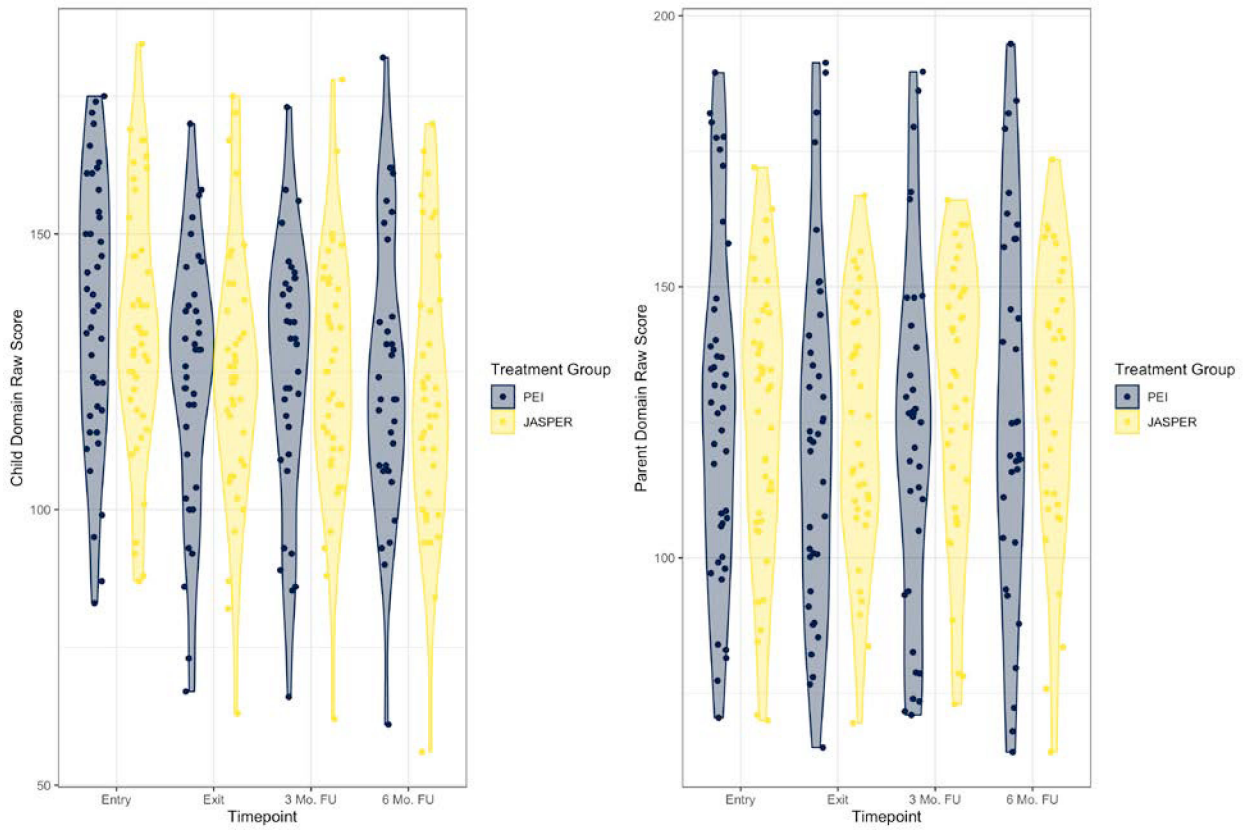 Child Domain Raw Score
150
100
50
Entry
Exit
3 Mo. FU
6 Mo. FU
Timepoint
Treatment Group
PEI
JASPER
Parent Domain Raw Score
200
150
100
Entry
Exit
3 Mo. FU
6 Mo. FU
Timepoint
Treatment Group
PEI
JASPER